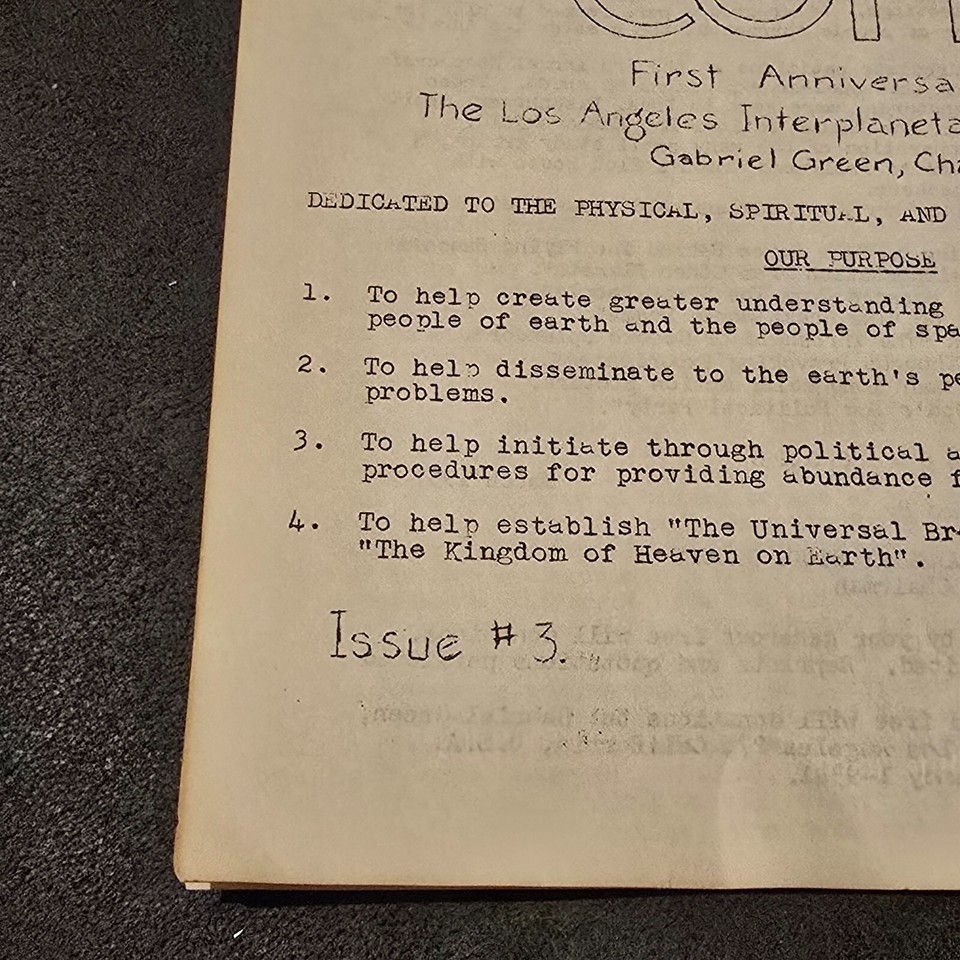 First Anniversa
The Los Angeles Interplaneta
Gabriel Green, Cha
DEDICATED TO THE PHYSICAL, SPIRITUAL, AND
OUR PURPOSE
1. To help create greater understanding
people of earth and the people of spa
2. To help disseminate to the earth's pe
problems.
3. To help initiate through political a
procedures for providing abundance f
4. To help establish "The Universal Br
"The Kingdom of Heaven on Earth".
Issue #3.